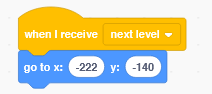 when I receive next level
go to x: -222 y: -140